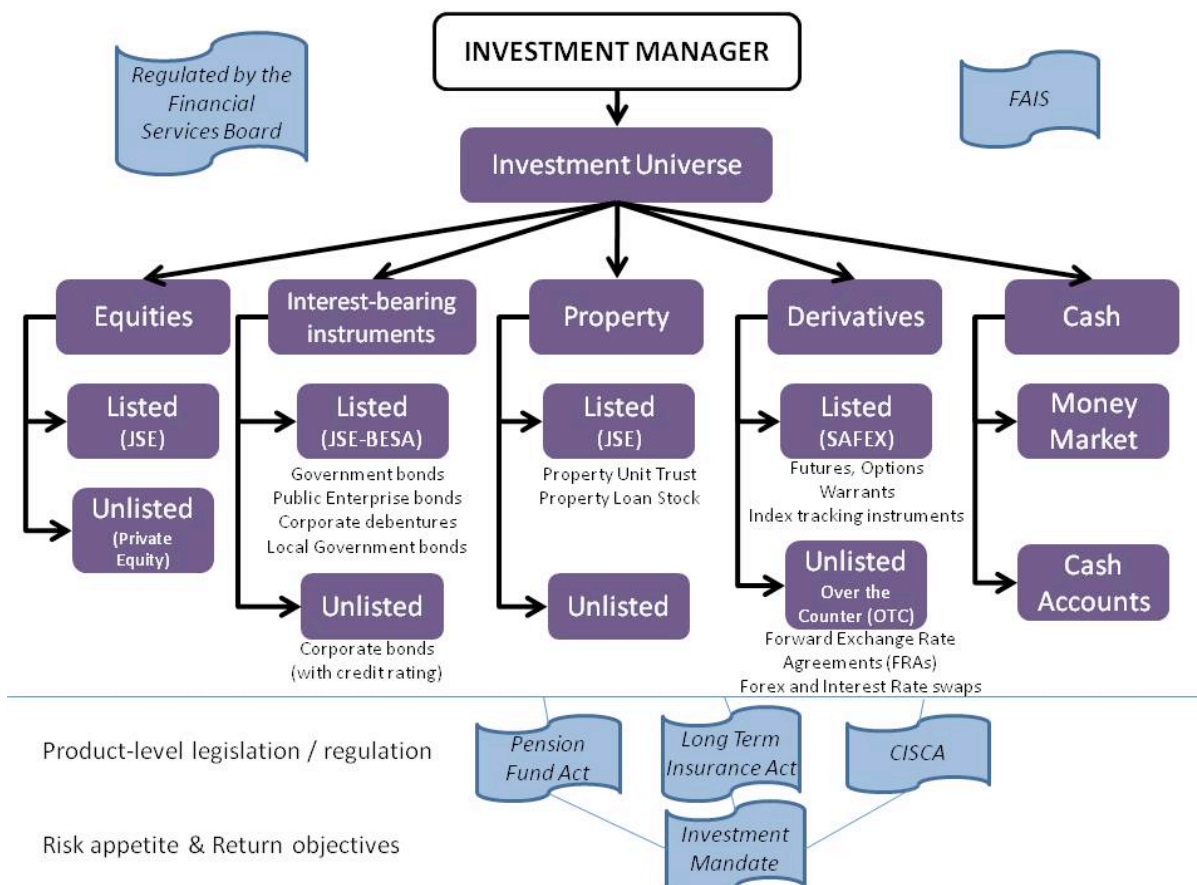 INVESTMENT MANAGER
Regulated by the
Financial
Services Board
FAIS
Investment Universe
Equities
Interest-bearing
instruments
Property
Derivatives
Cash
Listed
(JSE)
Unlisted
(Private
Equity)
Listed
(JSE-BESA)
Government bonds
Public Enterprise bonds
Corporate debentures
Local Government bonds
Unlisted
Corporate bonds
(with credit rating)
Listed
(JSE)
Property Unit Trust
Property Loan Stock
Unlisted
Listed
(SAFEX)
Futures, Options
Warrants
Index tracking instruments
Unlisted
Over the
Counter (OTC)
Forward Exchange Rate
Agreements (FRAs)
Forex and Interest Rate swaps
Money
Market
Cash
Accounts
Product-level legislation / regulation
Pension
Fund Act
Long Term
Insurance Act
CISCA
Risk appetite & Return objectives
Investment
Mandate